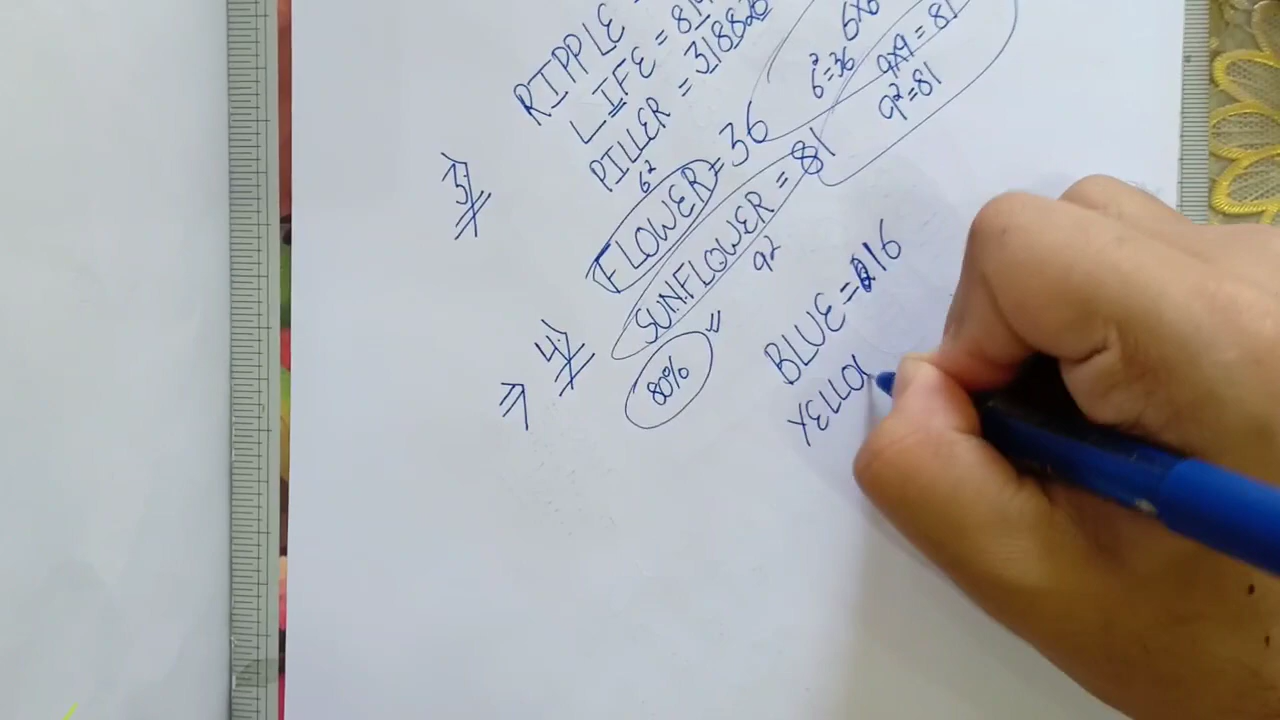 RIPPLE =
LIFE = 81
PILLER = 318826
3)
6²
FLOWER = 36
6×6
6²=36
SUNFLOWER = 81
92
9×9 = 81
9²=81
4)
⇒ 80% =
BLUE = 216
YELLO